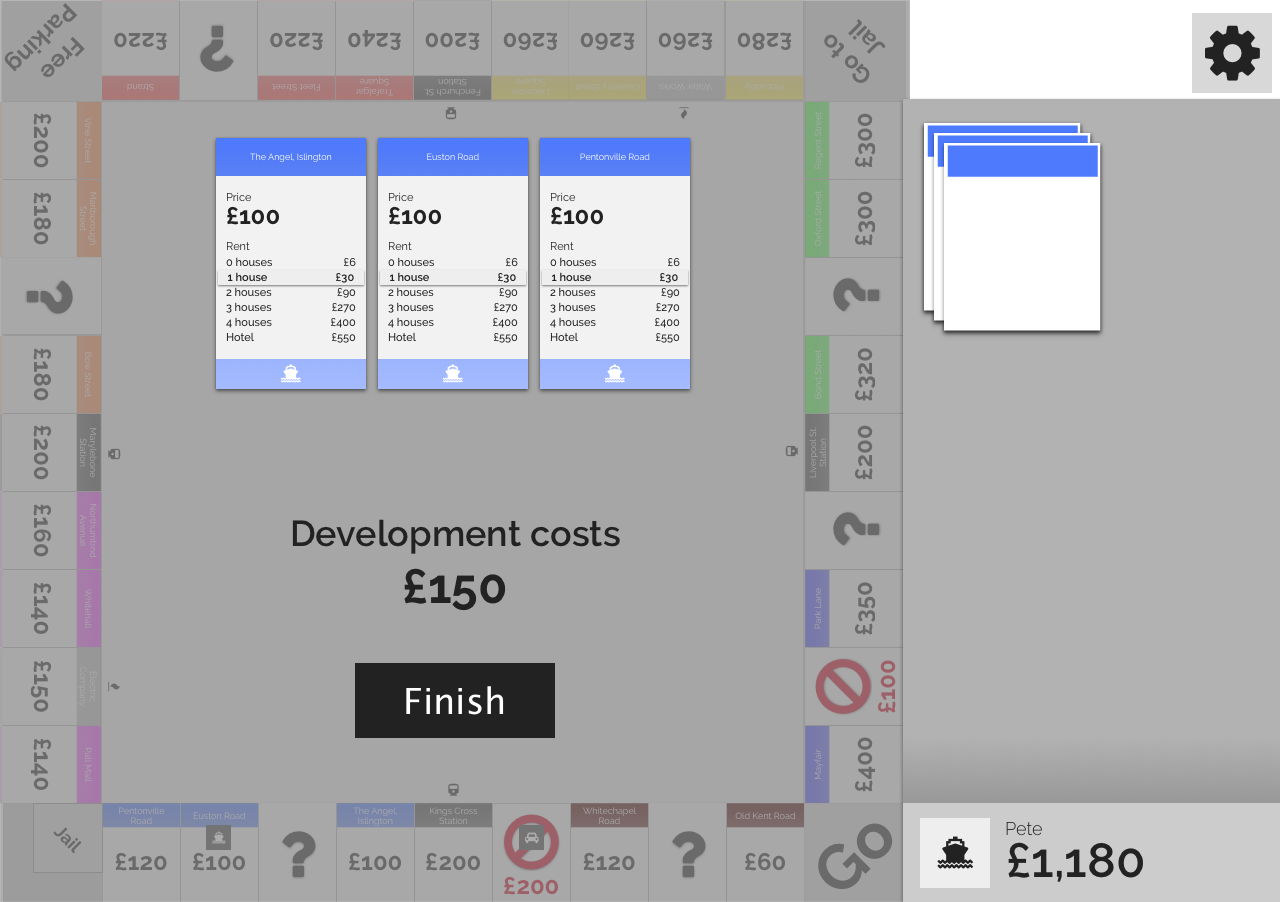 Free
Parking
£220
?
£220
£240
£200
£260
£260
£260
£280
Go to
Jail
Strand
Fleet Street
Trafalgar
Square
Fenchurch St
Station
Leicester
Square
Coventry Street
Water Works
Piccadilly
£200
Vine Street
£180
Marlborough
Street
?
£180
Bow Street
£200
Marylebone
Station
£160
Northumbrlnd
Avenue
£140
Whitehall
£150
Electric
Company
£140
Pall Mall
The Angel, Islington
Price
£100
Rent
0 houses £6
1 house £30
2 houses £90
3 houses £270
4 houses £400
Hotel £550
Euston Road
Price
£100
Rent
0 houses £6
1 house £30
2 houses £90
3 houses £270
4 houses £400
Hotel £550
Pentonville Road
Price
£100
Rent
0 houses £6
1 house £30
2 houses £90
3 houses £270
4 houses £400
Hotel £550
Development costs
£150
Finish
Regent Street
£300
Oxford Street
£300
?
Bond Street
£320
Liverpool St.
Station
£200
?
Park Lane
£350
£100
Mayfair
£400
Jail
Pentonville
Road
£120
Euston Road
£100
?
The Angel,
Islington
£100
Kings Cross
Station
£200
£200
Whitechapel
Road
£120
?
Old Kent Road
£60
GO
Pete
£1,180